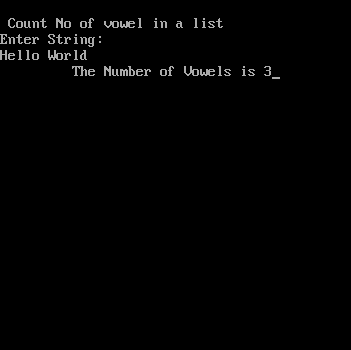 Count No of vowel in a list
Enter String:
Hello World
The Number of Vowels is 3_